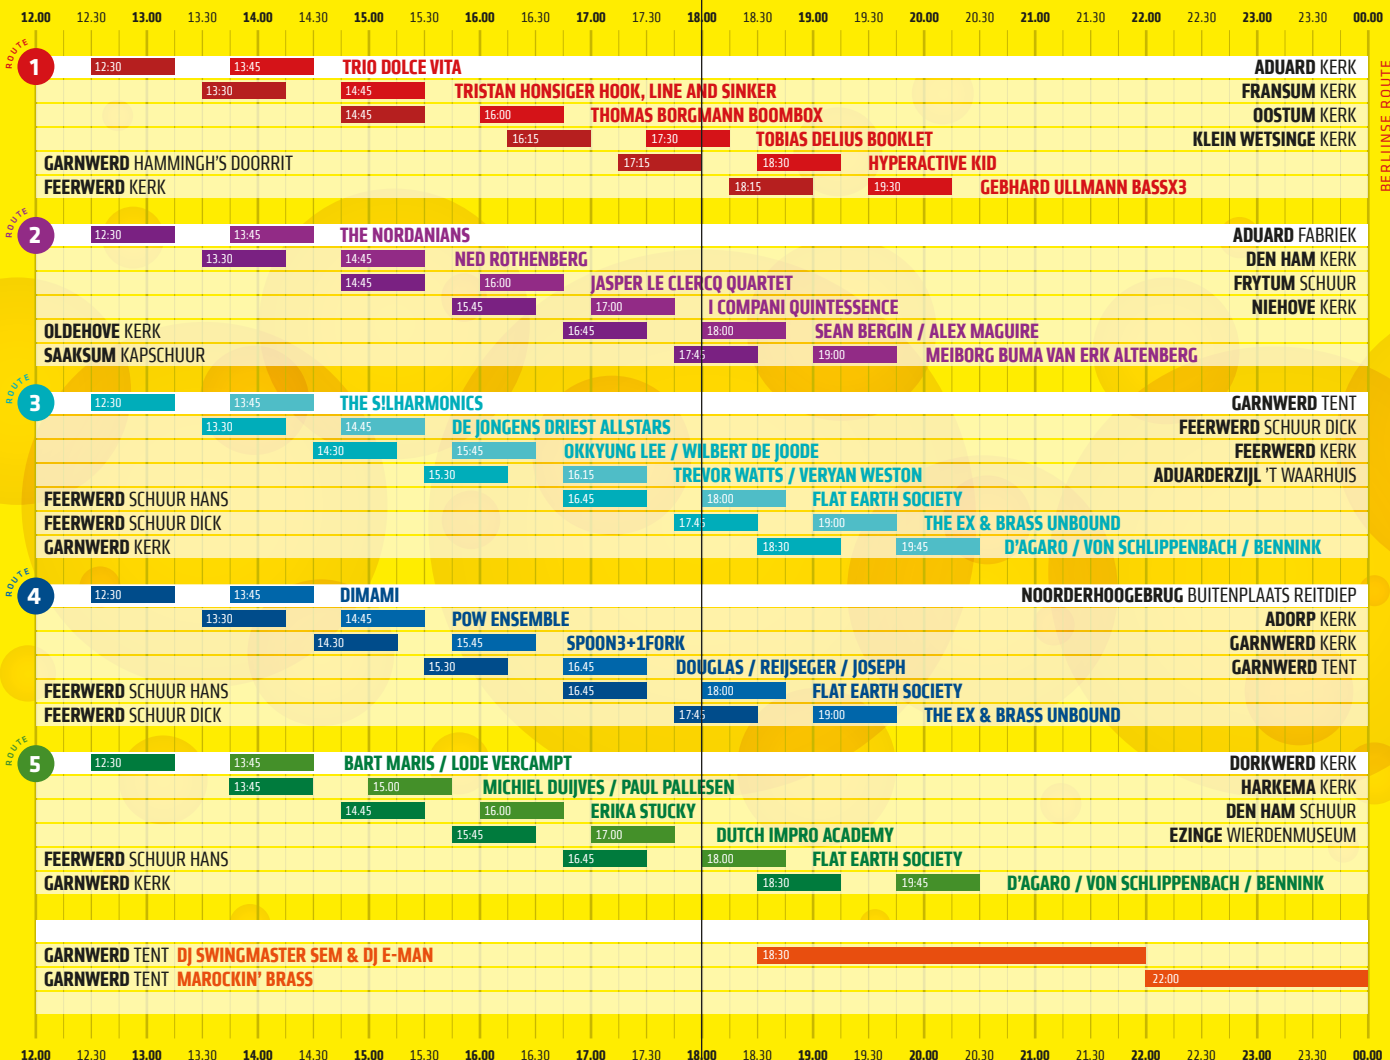 12.00 12.30 13.00 13.30 14.00 14.30 15.00 15.30 16.00 16.30 17.00 17.30 18.00 18.30 19.00 19.30 20.00 20.30 21.00 21.30 22.00 22.30 23.00 23.30 00.00
ROUTE
1 12:30 13:45 TRIO DOLCE VITA ADUARD KERK
13:30 14:45 TRISTAN HONSIGER HOOK, LINE AND SINKER FRANSUM KERK
14:45 16:00 THOMAS BORGMANN BOOMBOX OOSTUM KERK
16:15 17:30 TOBIAS DELIUS BOOKLET KLEIN WETSINGE KERK
GARNWERD HAMMINGH'S DOORRIT 17:15 18:30 HYPERACTIVE KID
FEERWERD KERK 18:15 19:30 GEBHARD ULLMANN BASSX3
BERLIJNSE ROUTE
ROUTE
2 12:30 13:45 THE NORDANIANS ADUARD FABRIEK
13.30 14:45 NED ROTHENBERG DEN HAM KERK
14:45 16:00 JASPER LE CLERCQ QUARTET FRYTUM SCHUUR
15.45 17:00 I COMPANI QUINTESSENCE NIEHOVE KERK
OLDEHOVE KERK 16:45 18:00 SEAN BERGIN / ALEX MAGUIRE
SAAKSUM KAPSCHUUR 17:45 19:00 MEIBORG BUMA VAN ERK ALTENBERG
ROUTE
3 12:30 13:45 THE S!LHARMONICS GARNWERD TENT
13.30 14.45 DE JONGENS DRIEST ALLSTARS FEERWERD SCHUUR DICK
14:30 15:45 OKKYUNG LEE / WILBERT DE JOODE FEERWERD KERK
15.30 16.15 TREVOR WATTS / VERYAN WESTON ADUARDERZIJL 'T WAARHUIS
FEERWERD SCHUUR HANS 16.45 18:00 FLAT EARTH SOCIETY
FEERWERD SCHUUR DICK 17.45 19:00 THE EX & BRASS UNBOUND
GARNWERD KERK 18:30 19:45 D'AGARO / VON SCHLIPPENBACH / BENNINK
ROUTE
4 12:30 13:45 DIMAMI NOORDERHOOGEBRUG BUITENPLAATS REITDIEP
13:30 14:45 POW ENSEMBLE ADORP KERK
14.30 15.45 SPOON3+1FORK GARNWERD KERK
15.30 16.45 DOUGLAS / REIJSEGER / JOSEPH GARNWERD TENT
FEERWERD SCHUUR HANS 16.45 18:00 FLAT EARTH SOCIETY
FEERWERD SCHUUR DICK 17:45 19:00 THE EX & BRASS UNBOUND
ROUTE
5 12:30 13:45 BART MARIS / LODE VERCAMPT DORKWERD KERK
13:45 15.00 MICHIEL DUIJVES / PAUL PALLESEN HARKEMA KERK
14.45 16.00 ERIKA STUCKY DEN HAM SCHUUR
15:45 17.00 DUTCH IMPRO ACADEMY EZINGE WIERDENMUSEUM
FEERWERD SCHUUR HANS 16.45 18.00 FLAT EARTH SOCIETY
GARNWERD KERK 18:30 19:45 D'AGARO / VON SCHLIPPENBACH / BENNINK
GARNWERD TENT DJ SWINGMASTER SEM & DJ E-MAN 18:30
GARNWERD TENT MAROCKIN' BRASS 22:00
12.00 12.30 13.00 13.30 14.00 14.30 15.00 15.30 16.00 16.30 17.00 17.30 18.00 18.30 19.00 19.30 20.00 20.30 21.00 21.30 22.00 22.30 23.00 23.30 00.00